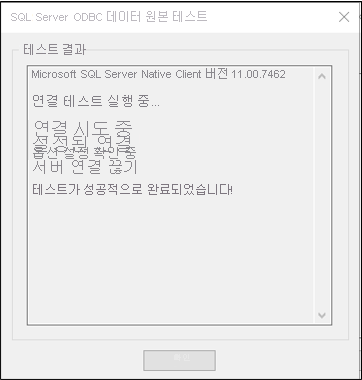 SQL Server ODBC 데이터 원본 테스트
테스트 결과
Microsoft SQL Server Native Client 버전 11.00.7462
연결 테스트 실행 중...
연결 시도 중
설정된 연결
옵션 설정 확인 중
서버 연결 끊기
테스트가 성공적으로 완료되었습니다!
확인